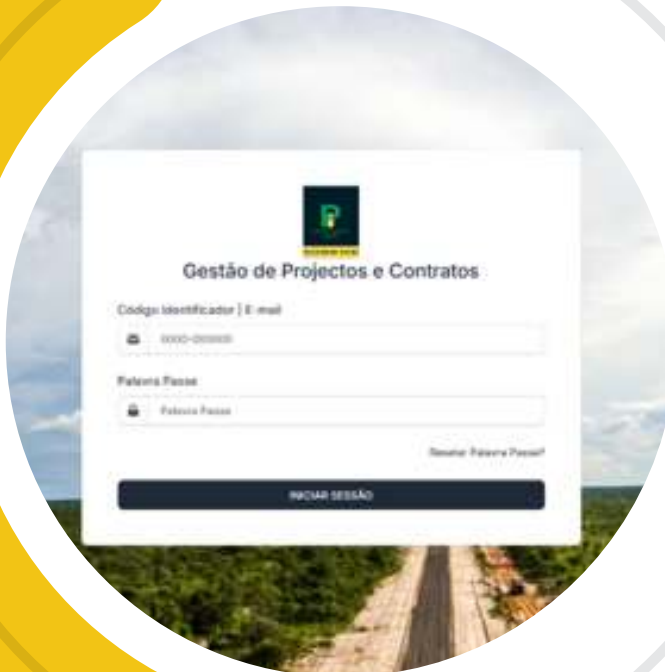 Gestão de Projectos e Contratos
Código Identificador | E-mail
Palavra Passe
Palavra Passe
Resetar Palavra Passe?
INICIAR SESSÃO